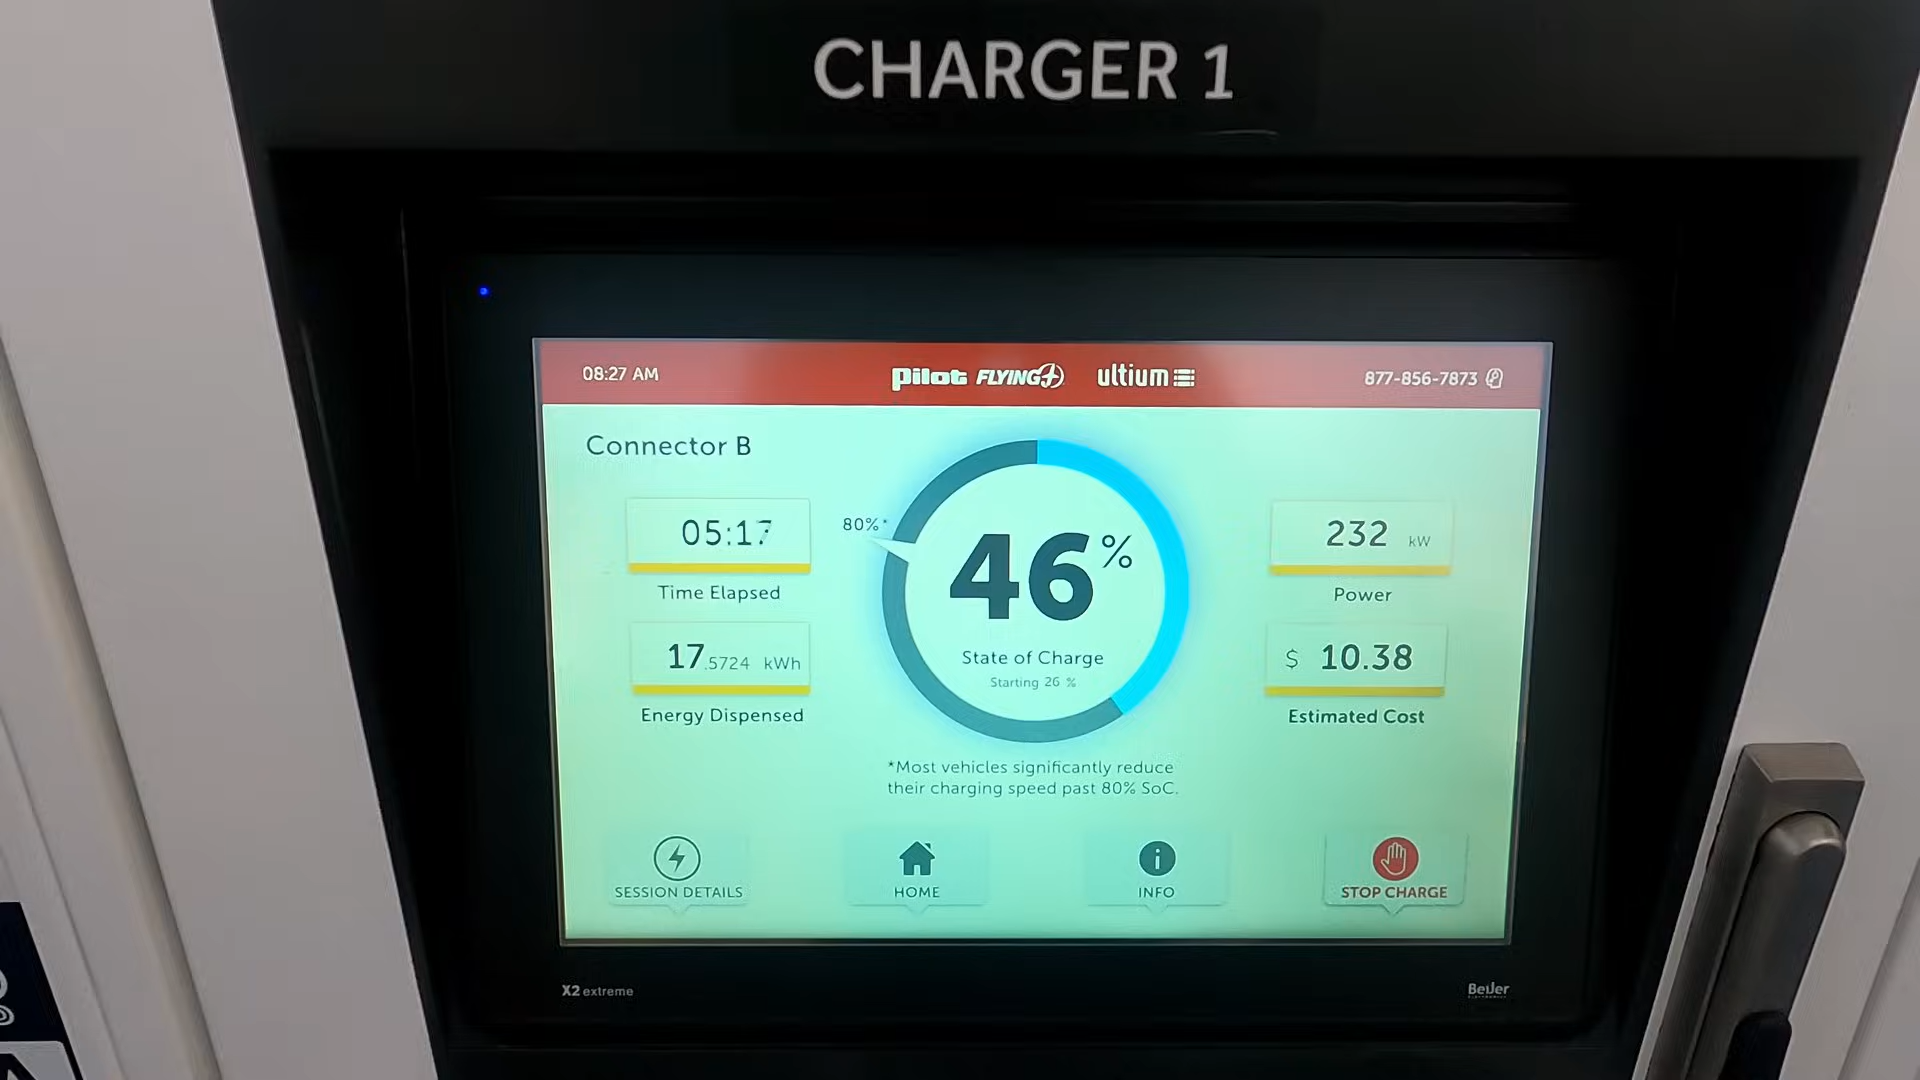 CHARGER 1
08:27 AM
pilot FLYING
ultium
877-856-7873
Connector B
05:17
Time Elapsed
17.5724 kWh
Energy Dispensed
80%*
46%
State of Charge
Starting 26 %
232 kW
Power
$ 10.38
Estimated Cost
*Most vehicles significantly reduce
their charging speed past 80% SoC.
SESSION DETAILS
HOME
INFO
STOP CHARGE
X2 extreme
Beijer